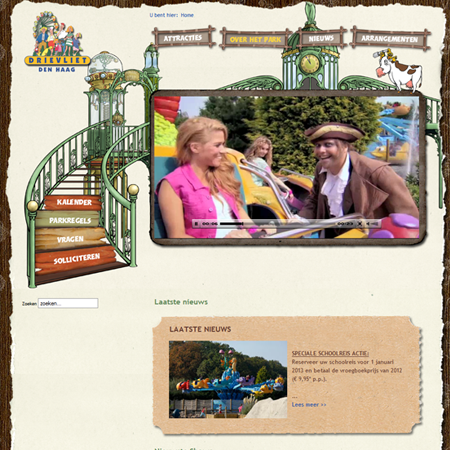 U bent hier: Home
ATTRACTIES
OVER HET PARK
NIEUWS
ARRANGEMENTEN
DRIEVLIET
DEN HAAG
KALENDER
PARKREGELS
VRAGEN
SOLLICITEREN
Zoeken
zoeken...
Laatste nieuws
LAATSTE NIEUWS
SPECIALE SCHOOLREIS ACTIE:
Reserveer uw schoolreis voor 1 januari
2013 en betaal de vroegboekprijs van 2012
(€ 9,95* p.p.).
...
Lees meer >>